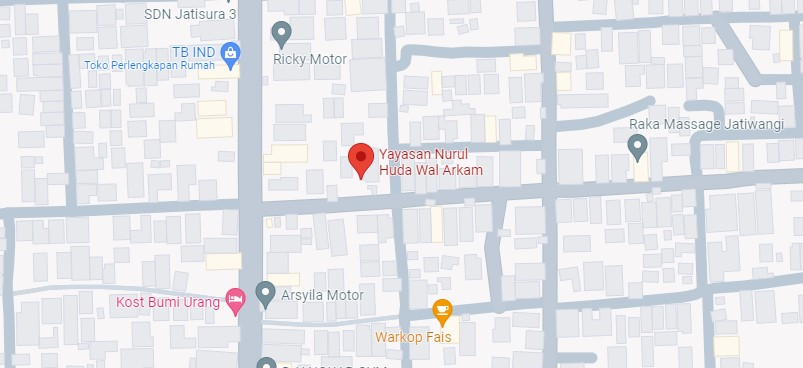 SDN Jatisura 3
TB IND
Toko Perlengkapan Rumah
Ricky Motor
Raka Massage Jatiwangi
Yayasan Nurul
Huda Wal Arkam
Kost Bumi Urang
Arsyila Motor
Warkop Fais